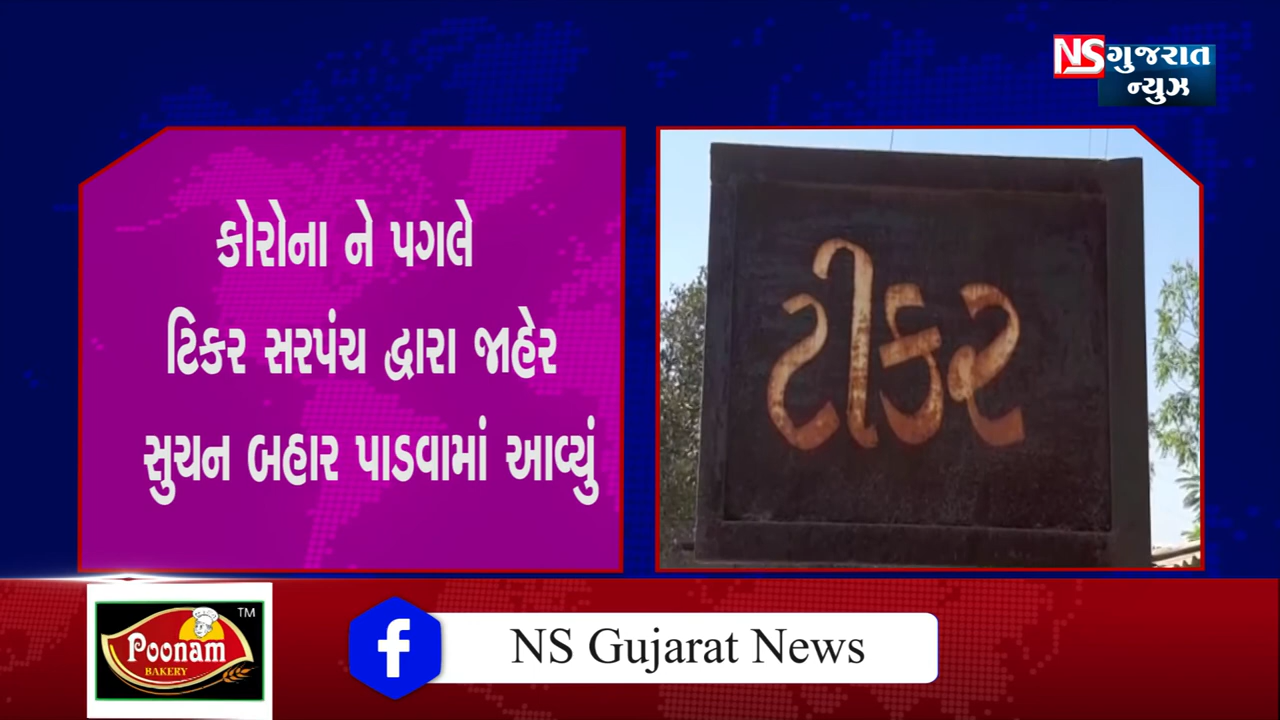 NS ગુજરાત
ન્યુઝ
કોરોના ને પગલે
ટિકર સરપંચ દ્વારા જાહેર
સુચન બહાર પાડવામાં આવ્યું
ટીકર
Poonam TM
BAKERY
f NS Gujarat News